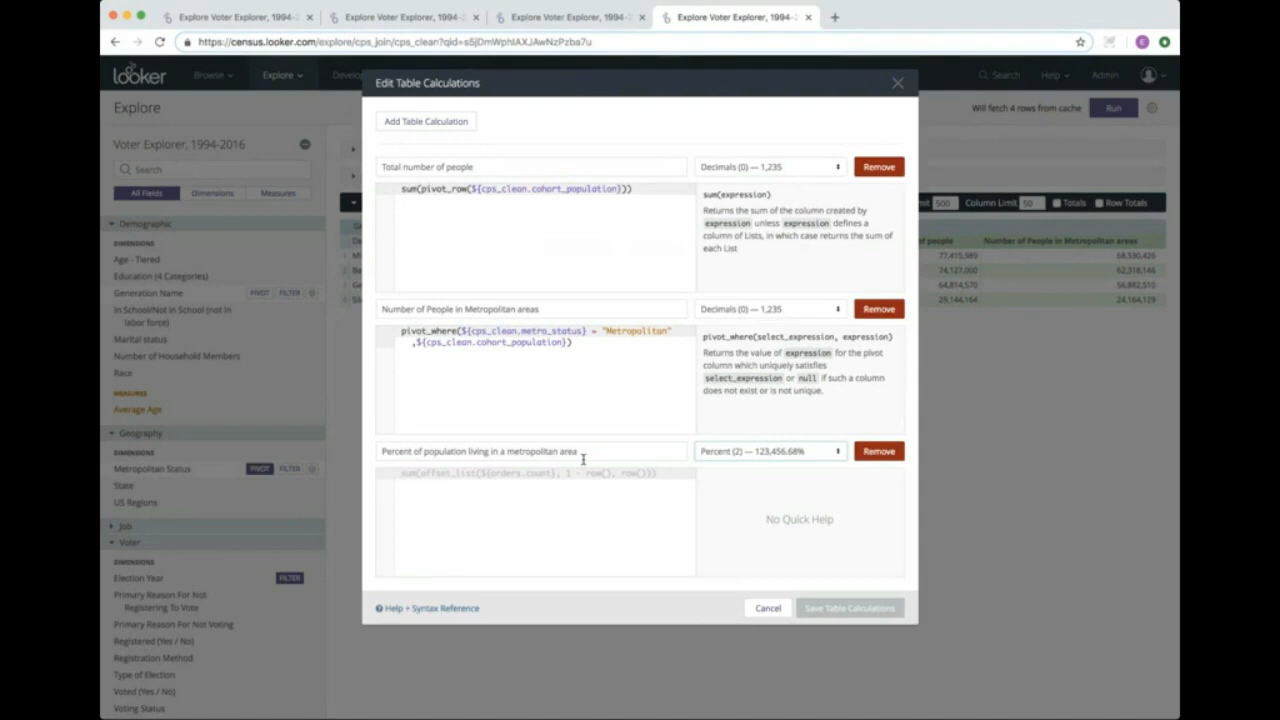 Explore Voter Explorer, 1994-
Explore Voter Explorer, 1994-2
Explore Voter Explorer, 1994-2
Explore Voter Explorer, 1994-
https://census.looker.com/explore/cps_join/cps_clean?qid=s5jDmWphIAXJAwNzPzba7u
E
looker
Browse
Explore
Develop
Search
Help
Admin
Explore
Will fetch 4 rows from cache
Run
Voter Explorer, 1994-2016
Search
All Fields
Dimensions
Measures
Demographic
DIMENSIONS
Age - Tiered
Education (4 Categories)
Generation Name
PIVOT
FILTER
In School/Not in School (not in
labor force)
Marital status
Number of Household Members
Race
MEASURES
Average Age
Geography
Metropolitan Status
PIVOT
FILTER
State
US Regions
Job
Voter
DIMENSIONS
Election Year
FILTER
Primary Reason For Not
Registering To Vote
Primary Reason For Not Voting
Registered (Yes / No)
Registration Method
Type of Election
Voted (Yes / No)
Voting Status
Edit Table Calculations
Add Table Calculation
Total number of people
Decimals (0) — 1,235
Remove
sum(pivot_row(${cps_clean.cohort_population}))
sum(expression)
Returns the sum of the column created by
expression unless expression defines a
column of Lists, in which case returns the sum of
each List
Number of People in Metropolitan areas
Decimals (0) — 1,235
Remove
pivot_where(${cps_clean.metro_status} = "Metropolitan"
,${cps_clean.cohort_population})
pivot_where(select_expression, expression)
Returns the value of expression for the pivot
column which uniquely satisfies
select_expression or null if such a column
does not exist or is not unique.
Percent of population living in a metropolitan area
Percent (2) — 123,456.68%
Remove
sum(offset_list(${orders.count}, 1 - row(), row()))
No Quick Help
Help + Syntax Reference
Cancel
Save Table Calculations
500
Column Limit
50
Totals
Row Totals
of people
Number of People in Metropolitan areas
77,415,989
68,530,426
74,127,000
62,318,146
64,814,570
56,882,510
29,144,164
24,164,129